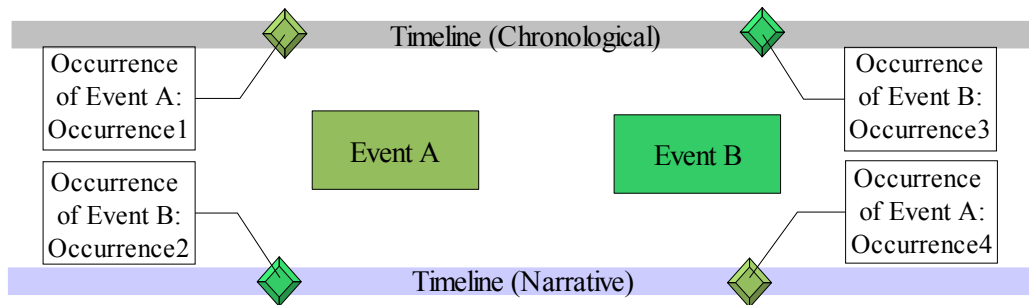 Timeline (Chronological)
Occurrence
of Event A:
Occurrence1
Occurrence
of Event B:
Occurrence3
Event A
Event B
Occurrence
of Event B:
Occurrence2
Occurrence
of Event A:
Occurrence4
Timeline (Narrative)